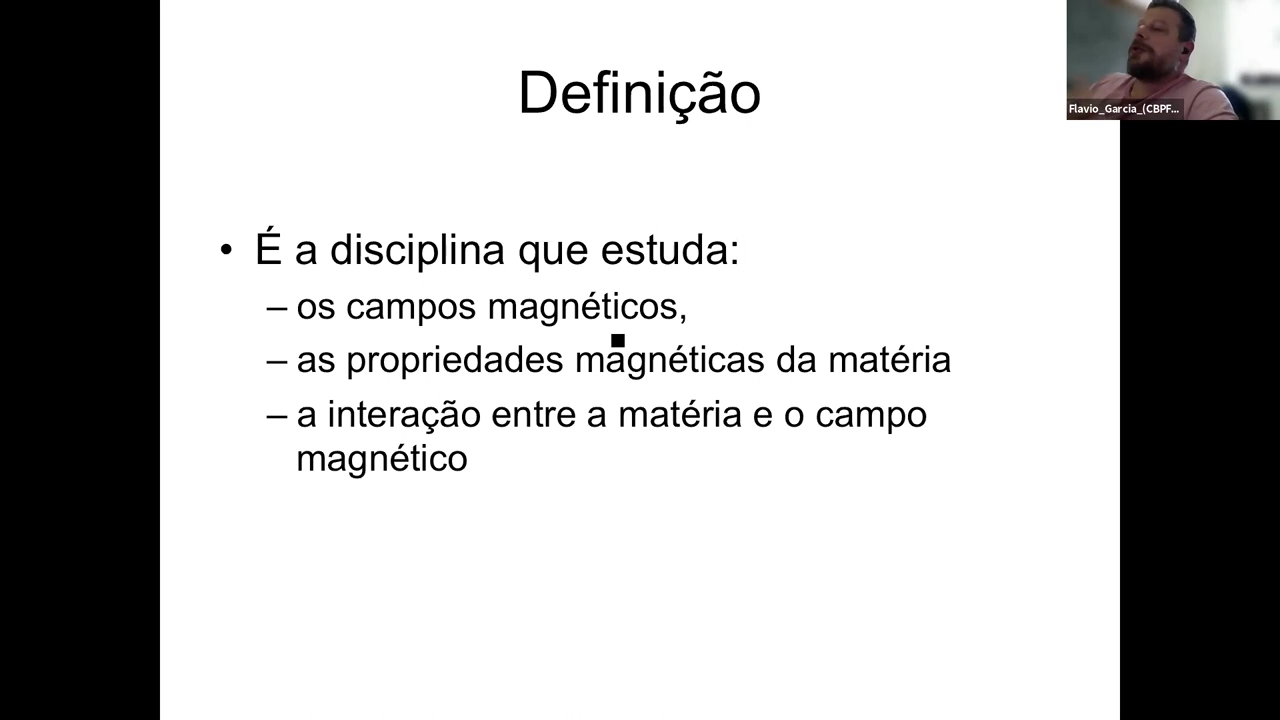 Definição
Flavio_Garcia_(CBPF...
• É a disciplina que estuda:
– os campos magnéticos,
– as propriedades magnéticas da matéria
– a interação entre a matéria e o campo
magnético